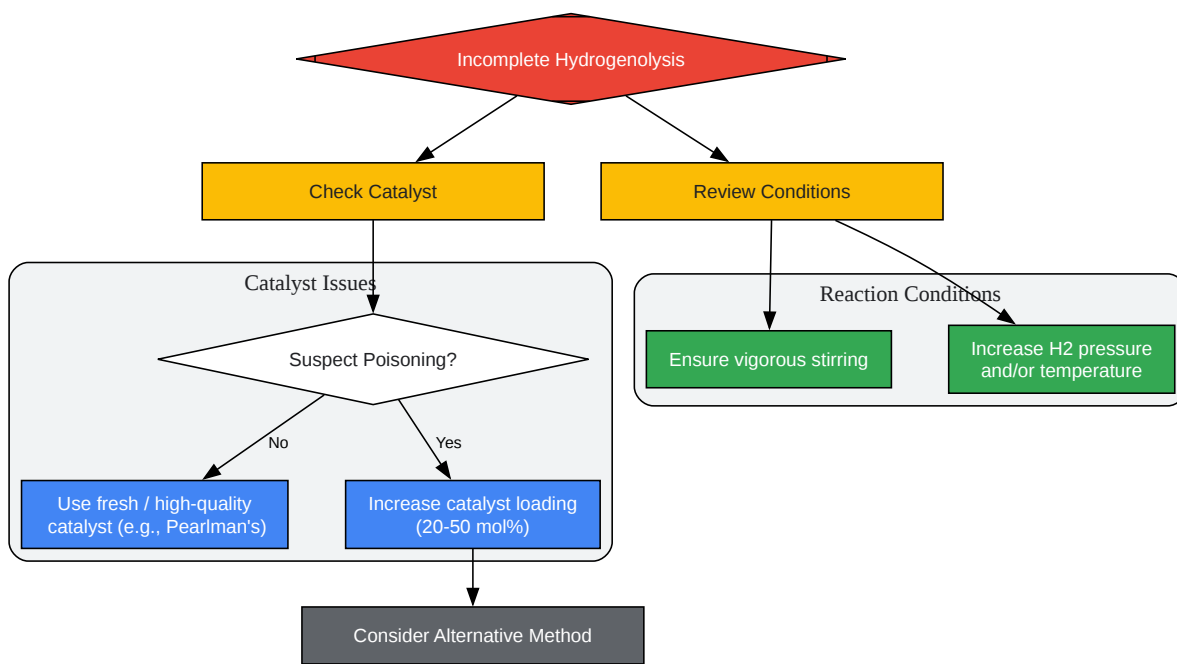 Incomplete Hydrogenolysis
Check Catalyst
Review Conditions
Catalyst Issues
Reaction Conditions
Suspect Poisoning?
Ensure vigorous stirring
Increase H2 pressure
and/or temperature
No
Yes
Use fresh / high-quality
catalyst (e.g., Pearlman's)
Increase catalyst loading
(20-50 mol%)
Consider Alternative Method